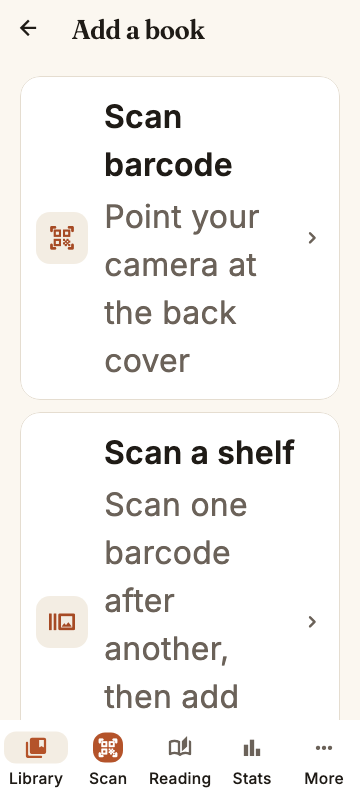 Add a book
Scan
barcode
Point your
camera at
the back
cover
Scan a shelf
Scan one
barcode
after
another,
then add
Library
Scan
Reading
Stats
More